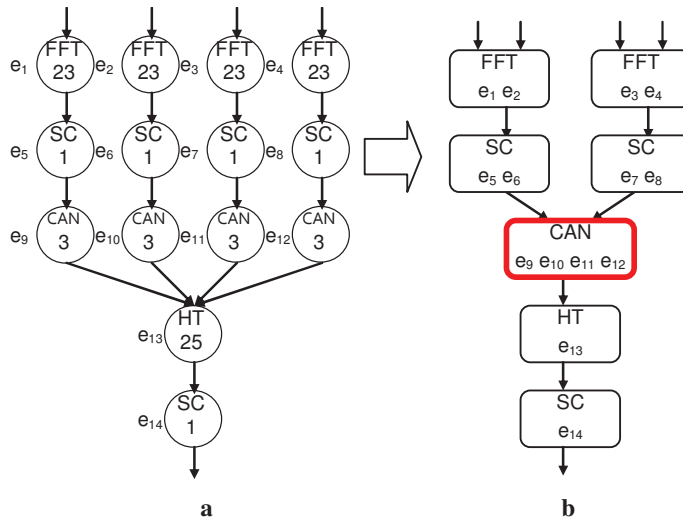 FFT FFT FFT FFT
e1 23 e2 23 e3 23 e4 23
SC SC SC SC
e5 1 e6 1 e7 1 e8 1
CAN CAN CAN CAN
e9 3 e10 3 e11 3 e12 3
HT
e13 25
SC
e14 1
a
FFT FFT
e1 e2 e3 e4
SC SC
e5 e6 e7 e8
CAN
e9 e10 e11 e12
HT
e13
SC
e14
b